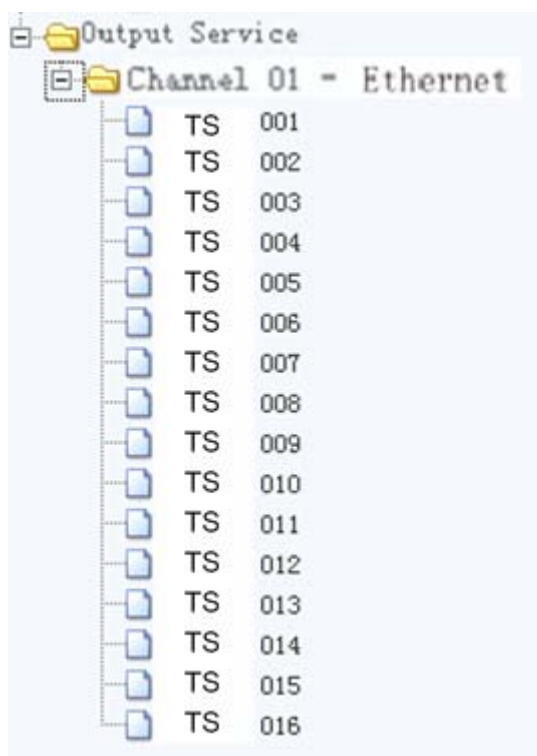 Output Service
Channel 01 - Ethernet
TS 001
TS 002
TS 003
TS 004
TS 005
TS 006
TS 007
TS 008
TS 009
TS 010
TS 011
TS 012
TS 013
TS 014
TS 015
TS 016